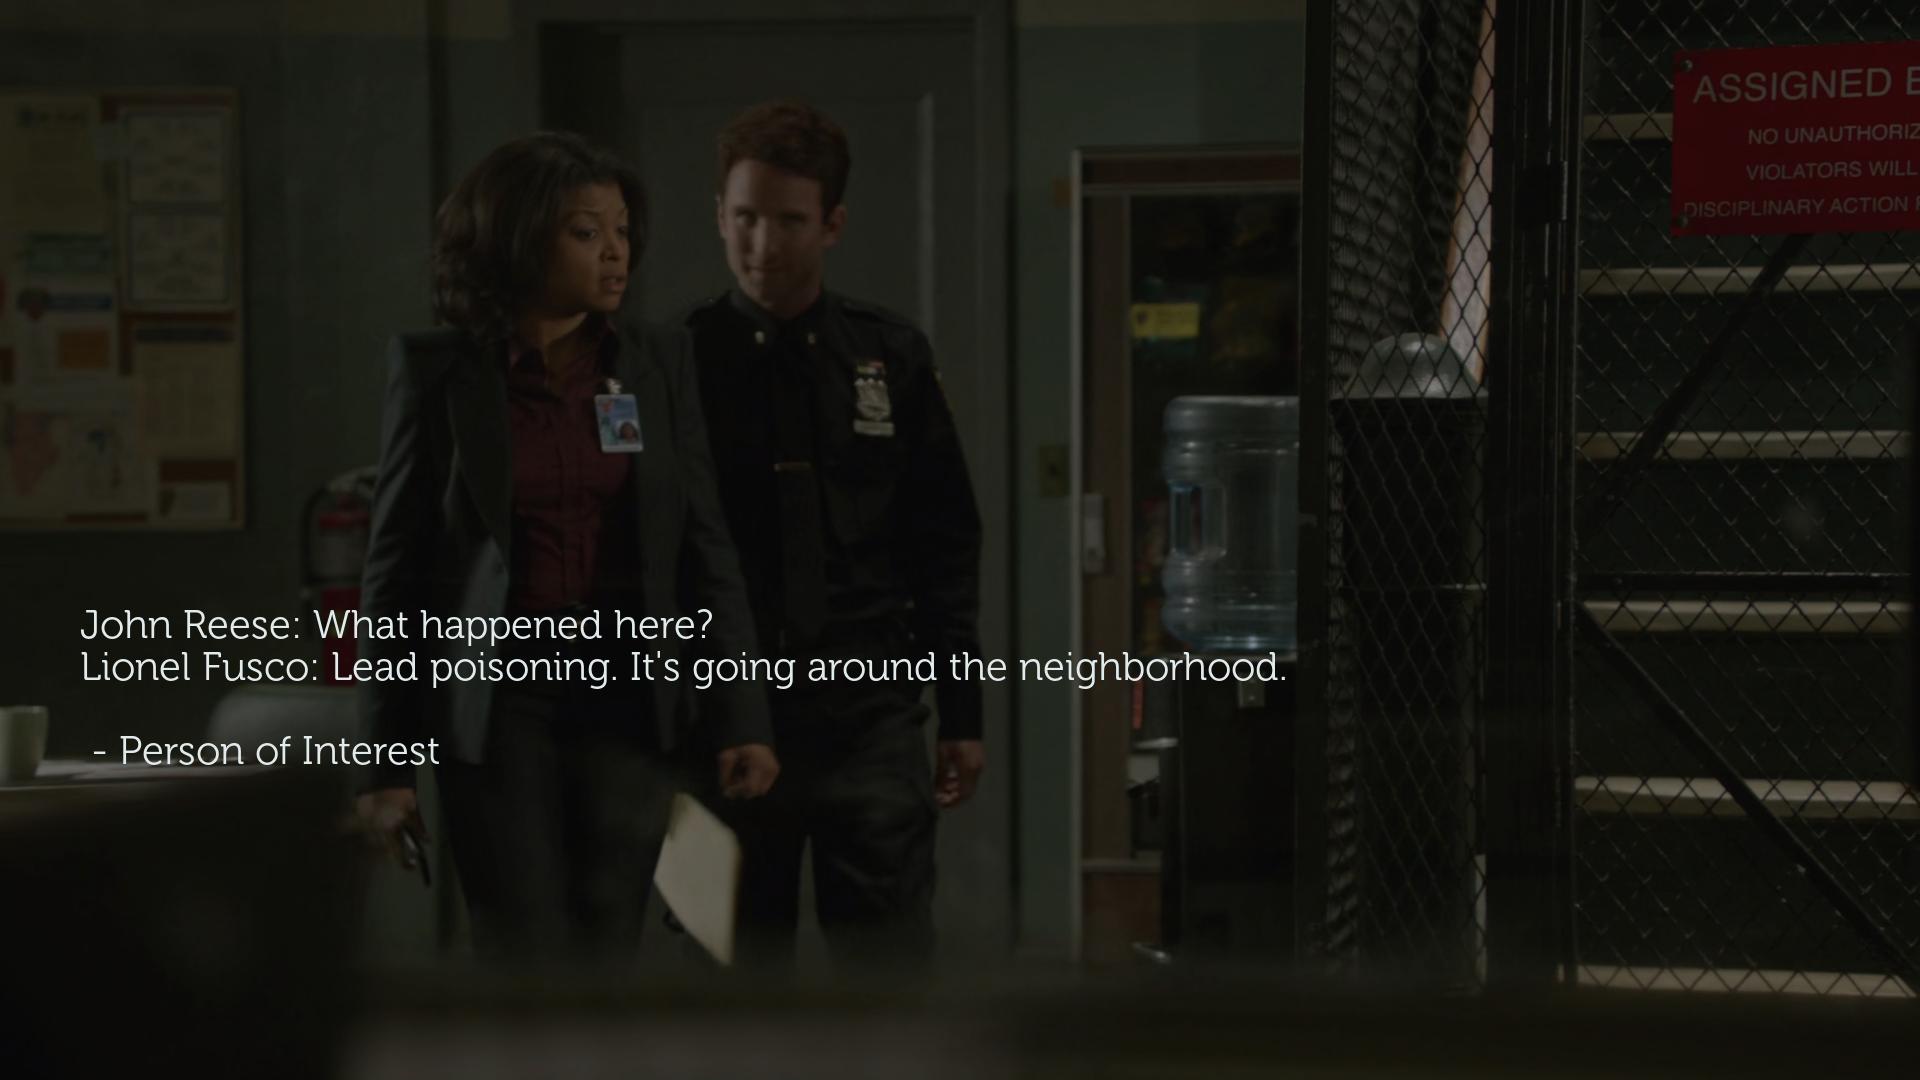 ASSIGNED E
NO UNAUTHORIZ
VIOLATORS WILL
DISCIPLINARY ACTION
John Reese: What happened here?
Lionel Fusco: Lead poisoning. It's going around the neighborhood.
- Person of Interest